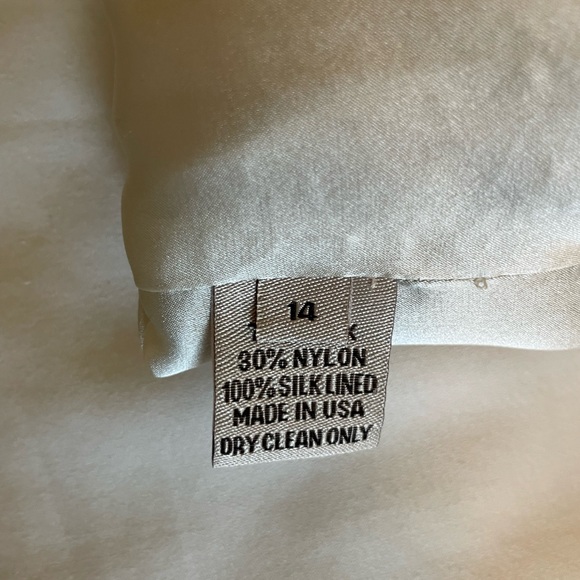 14
30% NYLON
100% SILK LINED
MADE IN USA
DRY CLEAN ONLY